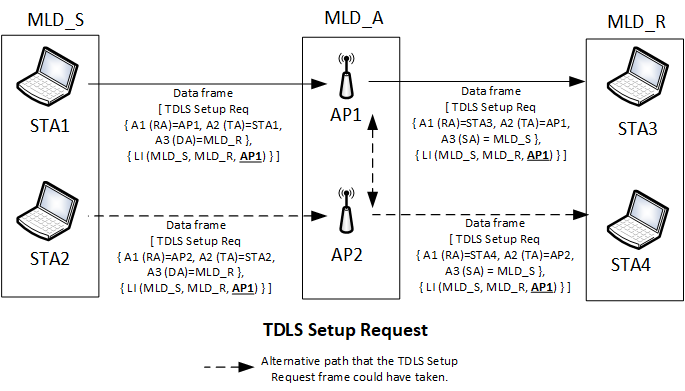 MLD_S
MLD_A
MLD_R
STA1
AP1
STA3
Data frame
[ TDLS Setup Req
{ A1 (RA)=AP1, A2 (TA)=STA1,
A3 (DA)=MLD_R },
{ LI (MLD_S, MLD_R, AP1) } ]
Data frame
[ TDLS Setup Req
{ A1 (RA)=STA3, A2 (TA)=AP1,
A3 (SA) = MLD_S },
{ LI (MLD_S, MLD_R, AP1) } ]
STA2
AP2
STA4
Data frame
[ TDLS Setup Req
{ A1 (RA)=AP2, A2 (TA)=STA2,
A3 (DA)=MLD_R },
{ LI (MLD_S, MLD_R, AP1) } ]
Data frame
[ TDLS Setup Req
{ A1 (RA)=STA4, A2 (TA)=AP2,
A3 (SA) = MLD_S },
{ LI (MLD_S, MLD_R, AP1) } ]
TDLS Setup Request
Alternative path that the TDLS Setup
Request frame could have taken.